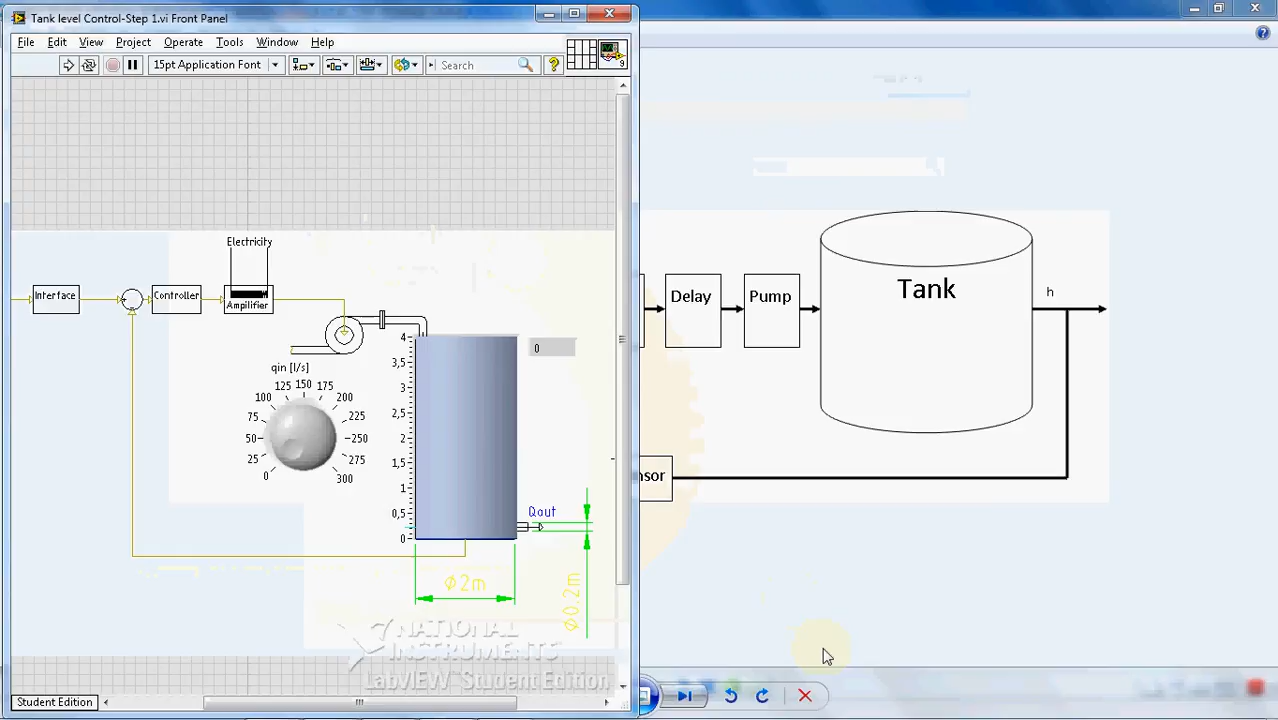 Tank level Control-Step 1.vi Front Panel
File Edit View Project Operate Tools Window Help
15pt Application Font
Search
?
9
Electricity
Interface
Controller
Amplifier
qin [l/s]
0
25
50
75
100
125
150
175
200
225
250
275
300
4
3,5
3
2,5
2
1,5
1
0,5
0
0
Qout
ϕ2m
ϕ0.2m
NATIONAL
INSTRUMENTS
LabVIEW Student Edition
Student Edition
Delay
Pump
Tank
h
nsor